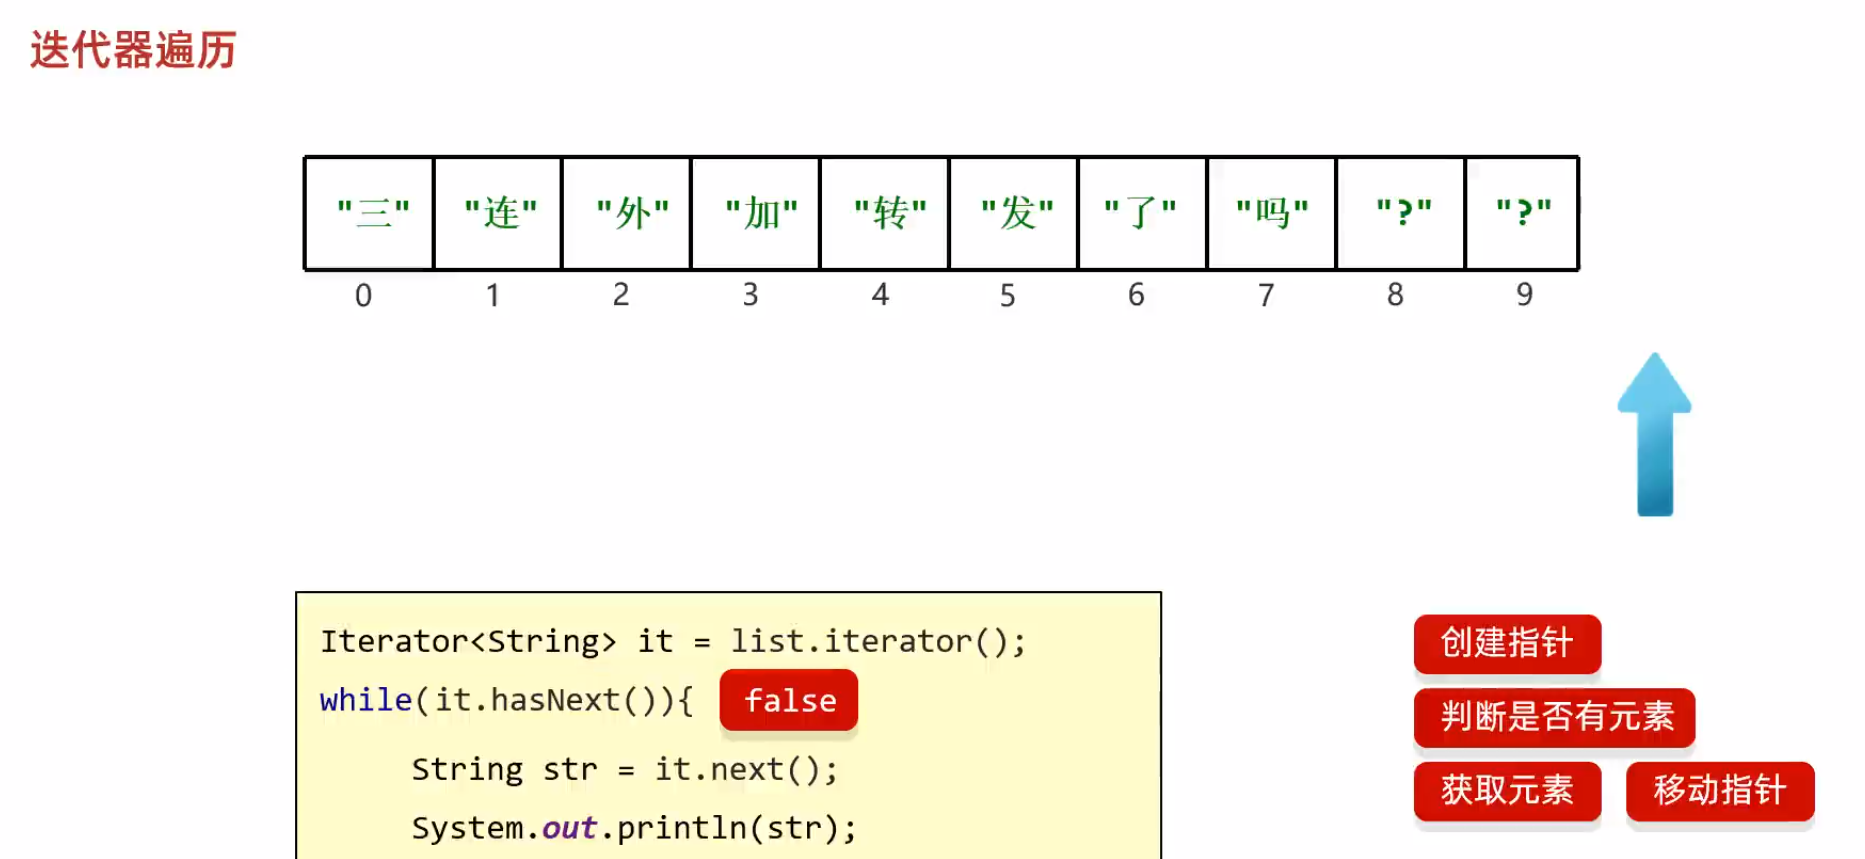 迭代器遍历
"三" "连" "外" "加" "转" "发" "了" "吗" "?" "?"
0 1 2 3 4 5 6 7 8 9
Iterator<String> it = list.iterator();
while(it.hasNext()){ false
String str = it.next();
System.out.println(str);
创建指针
判断是否有元素
获取元素 移动指针